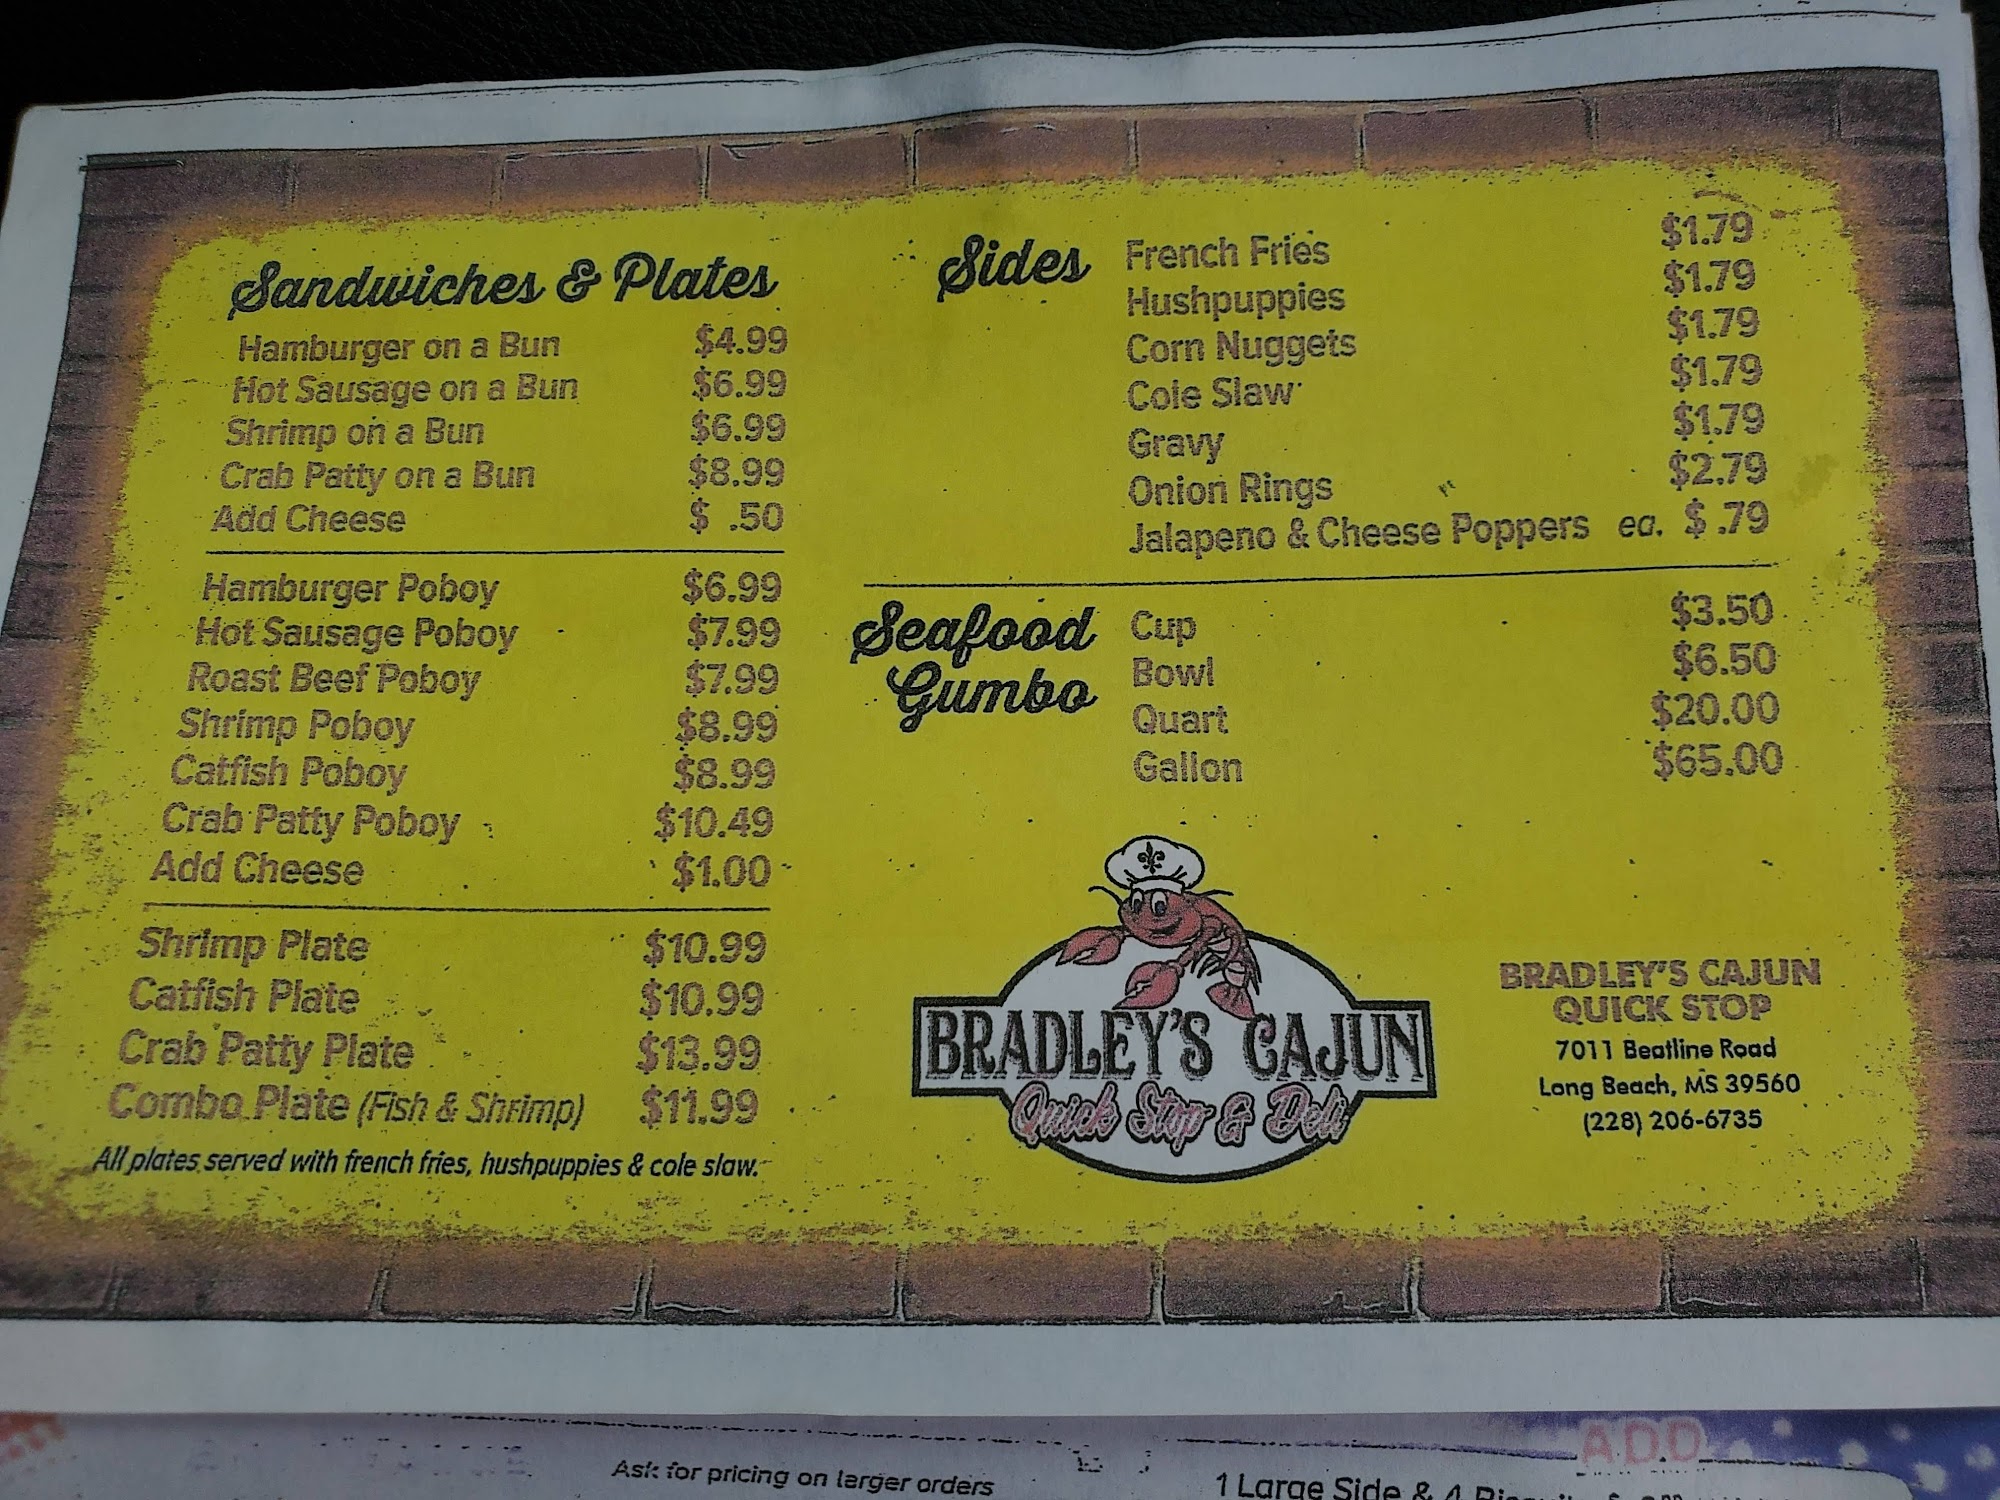 Sandwiches & Plates
Hamburger on a Bun $4.99
Hot Sausage on a Bun $6.99
Shrimp on a Bun $6.99
Crab Patty on a Bun $8.99
Add Cheese $ .50
Hamburger Poboy $6.99
Hot Sausage Poboy $7.99
Roast Beef Poboy $7.99
Shrimp Poboy $8.99
Catfish Poboy $8.99
Crab Patty Poboy $10.49
Add Cheese $1.00
Shrimp Plate $10.99
Catfish Plate $10.99
Crab Patty Plate $13.99
Combo Plate (Fish & Shrimp) $11.99
All plates served with french fries, hushpuppies & cole slaw.
Sides
French Fries $1.79
Hushpuppies $1.79
Corn Nuggets $1.79
Cole Slaw $1.79
Gravy $1.79
Onion Rings $2.79
Jalapeno & Cheese Poppers ea. $ .79
Seafood
Gumbo
Cup $3.50
Bowl $6.50
Quart $20.00
Gallon $65.00
BRADLEY'S CAJUN
Quick Stop & Deli
BRADLEY'S CAJUN
QUICK STOP
7011 Beatline Road
Long Beach, MS 39560
(228) 206-6735
ADD
Ask for pricing on larger orders
1 Large Side & 4